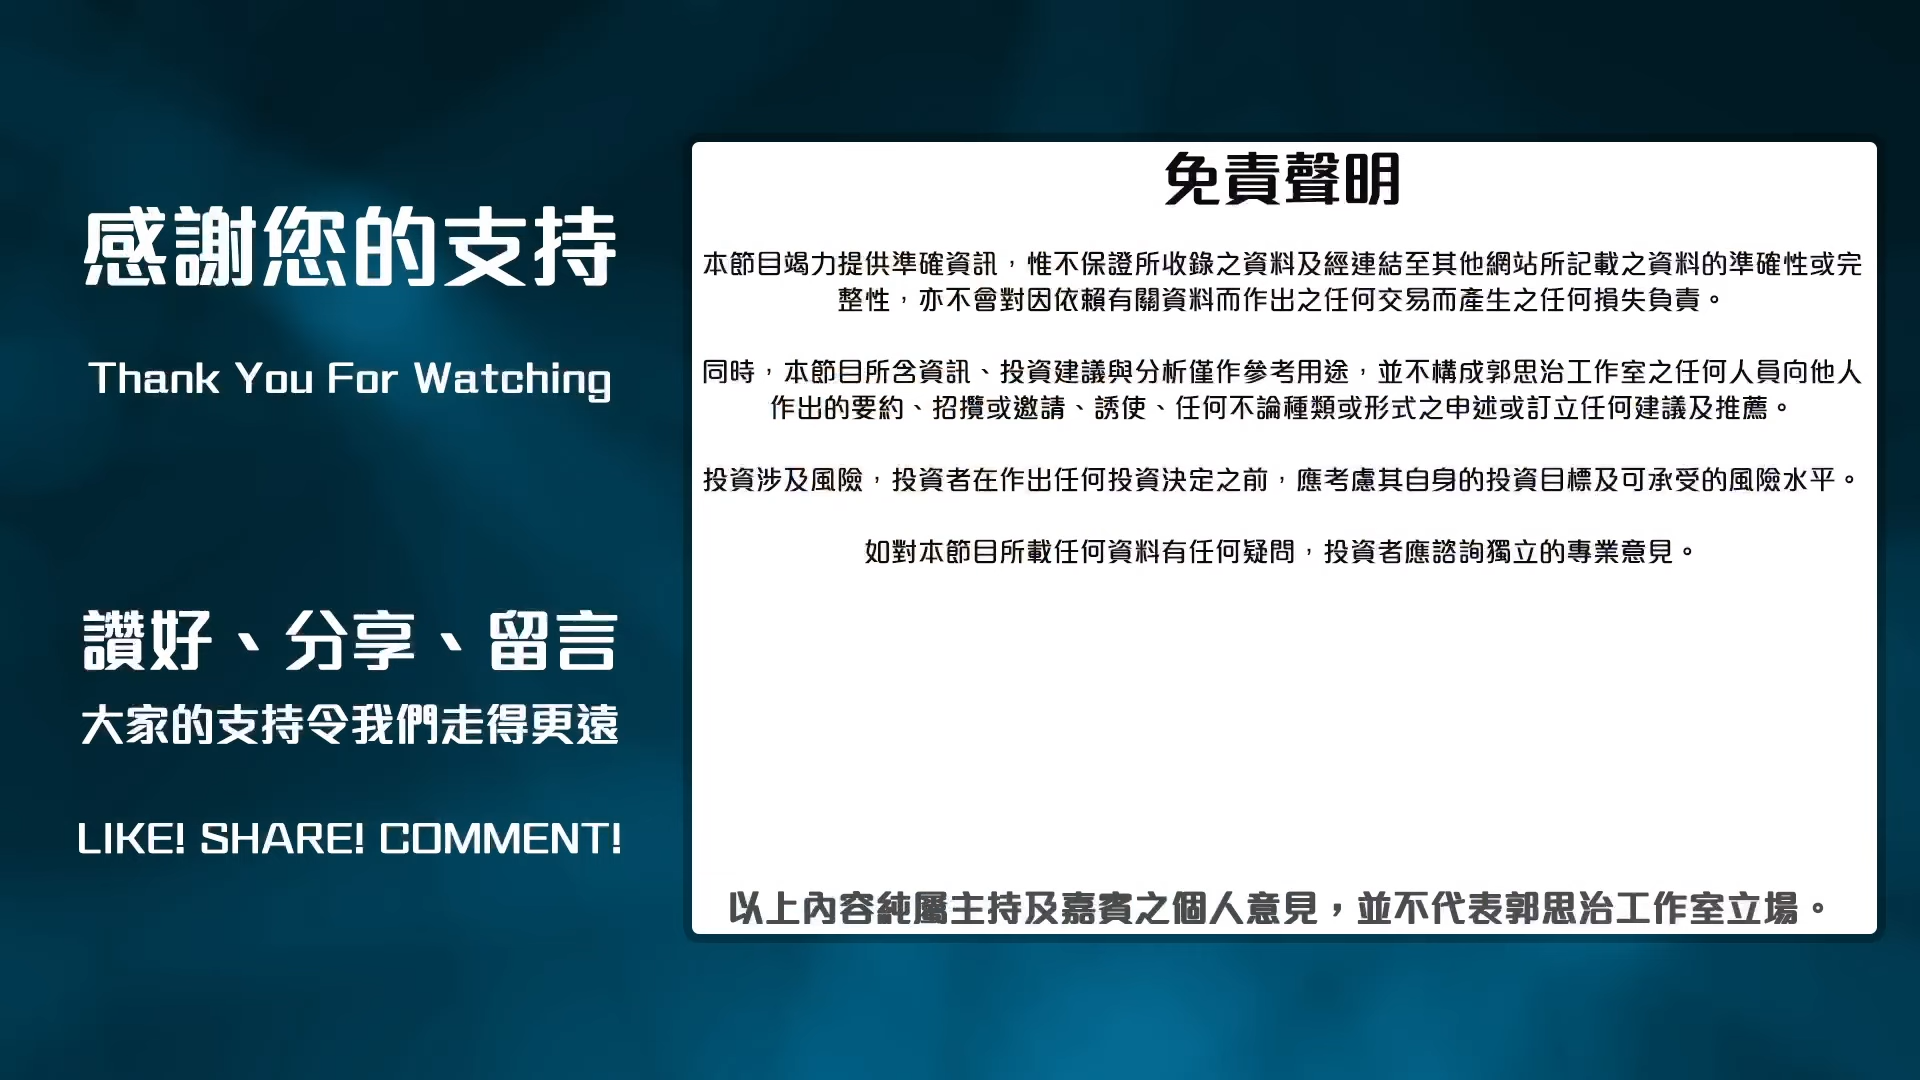 感謝您的支持
Thank You For Watching
讚好、分享、留言
大家的支持令我們走得更遠
LIKE! SHARE! COMMENT!
免責聲明
本節目竭力提供準確資訊，惟不保證所收錄之資料及經連結至其他網站所記載之資料的準確性或完
整性，亦不會對因依賴有關資料而作出之任何交易而產生之任何損失負責。
同時，本節目所含資訊、投資建議與分析僅作參考用途，並不構成郭思治工作室之任何人員向他人
作出的要約、招攬或邀請、誘使、任何不論種類或形式之申述或訂立任何建議及推薦。
投資涉及風險，投資者在作出任何投資決定之前，應考慮其自身的投資目標及可承受的風險水平。
如對本節目所載任何資料有任何疑問，投資者應諮詢獨立的專業意見。
以上內容純屬主持及嘉賓之個人意見，並不代表郭思治工作室立場。